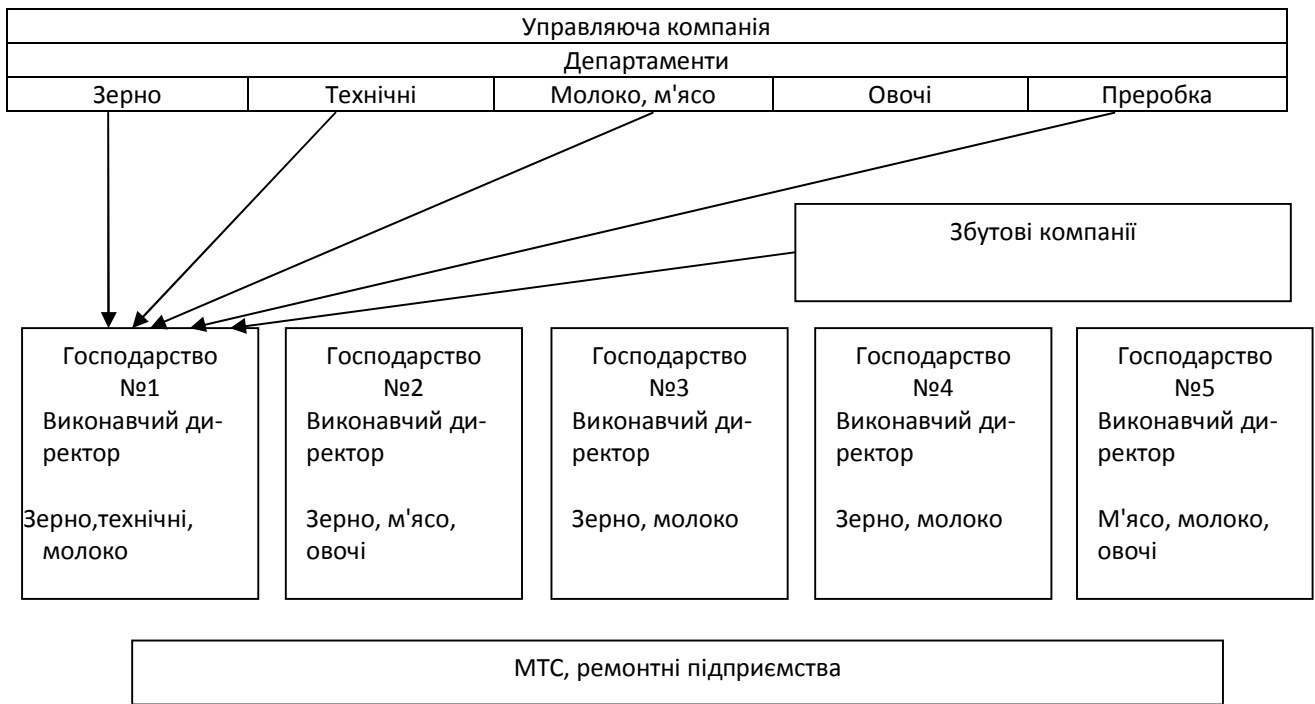 Управляюча компанія
Департаменти
Зерно Технічні Молоко, м'ясо Овочі Преробка
Збутові компанії
Господарство
№1
Виконавчий ди-
ректор
Зерно,технічні,
молоко
Господарство
№2
Виконавчий ди-
ректор
Зерно, м'ясо,
овочі
Господарство
№3
Виконавчий ди-
ректор
Зерно, молоко
Господарство
№4
Виконавчий ди-
ректор
Зерно, молоко
Господарство
№5
Виконавчий ди-
ректор
М'ясо, молоко,
овочі
МТС, ремонтні підприємства